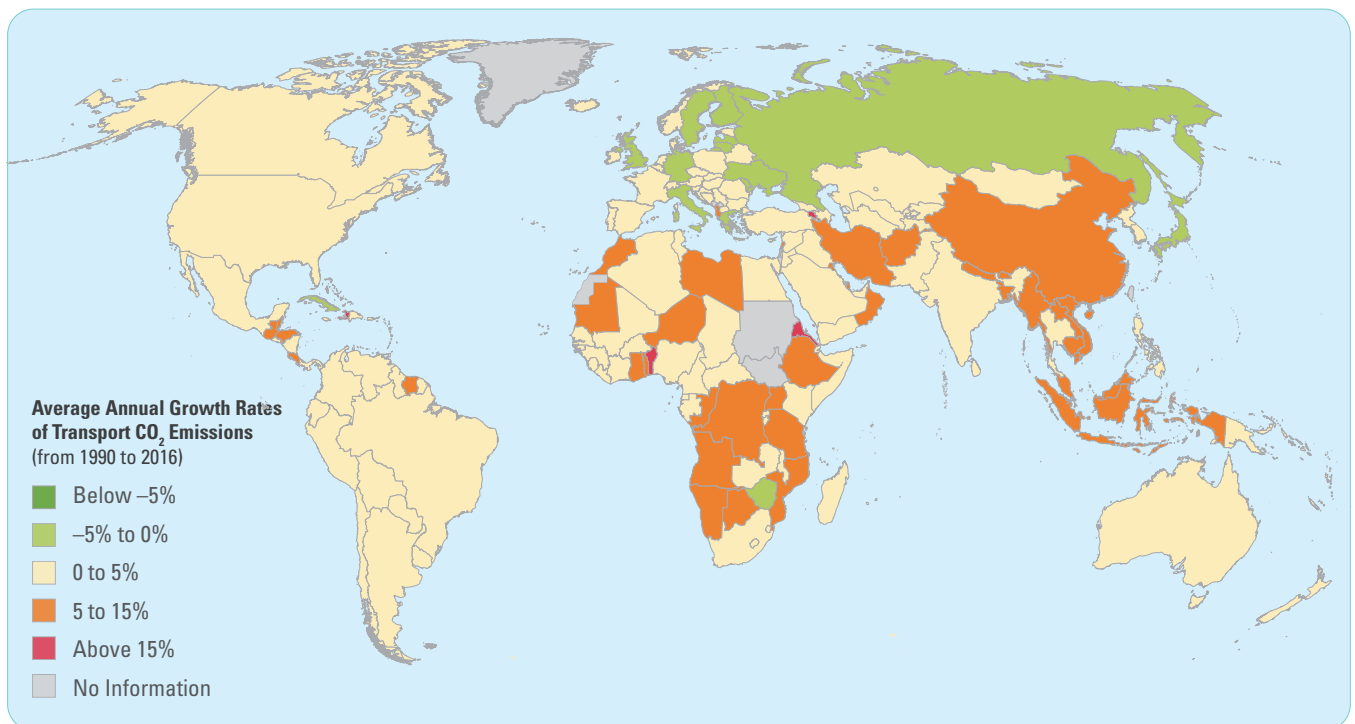 Average Annual Growth Rates
of Transport CO₂ Emissions
(from 1990 to 2016)
Below –5%
–5% to 0%
0 to 5%
5 to 15%
Above 15%
No Information